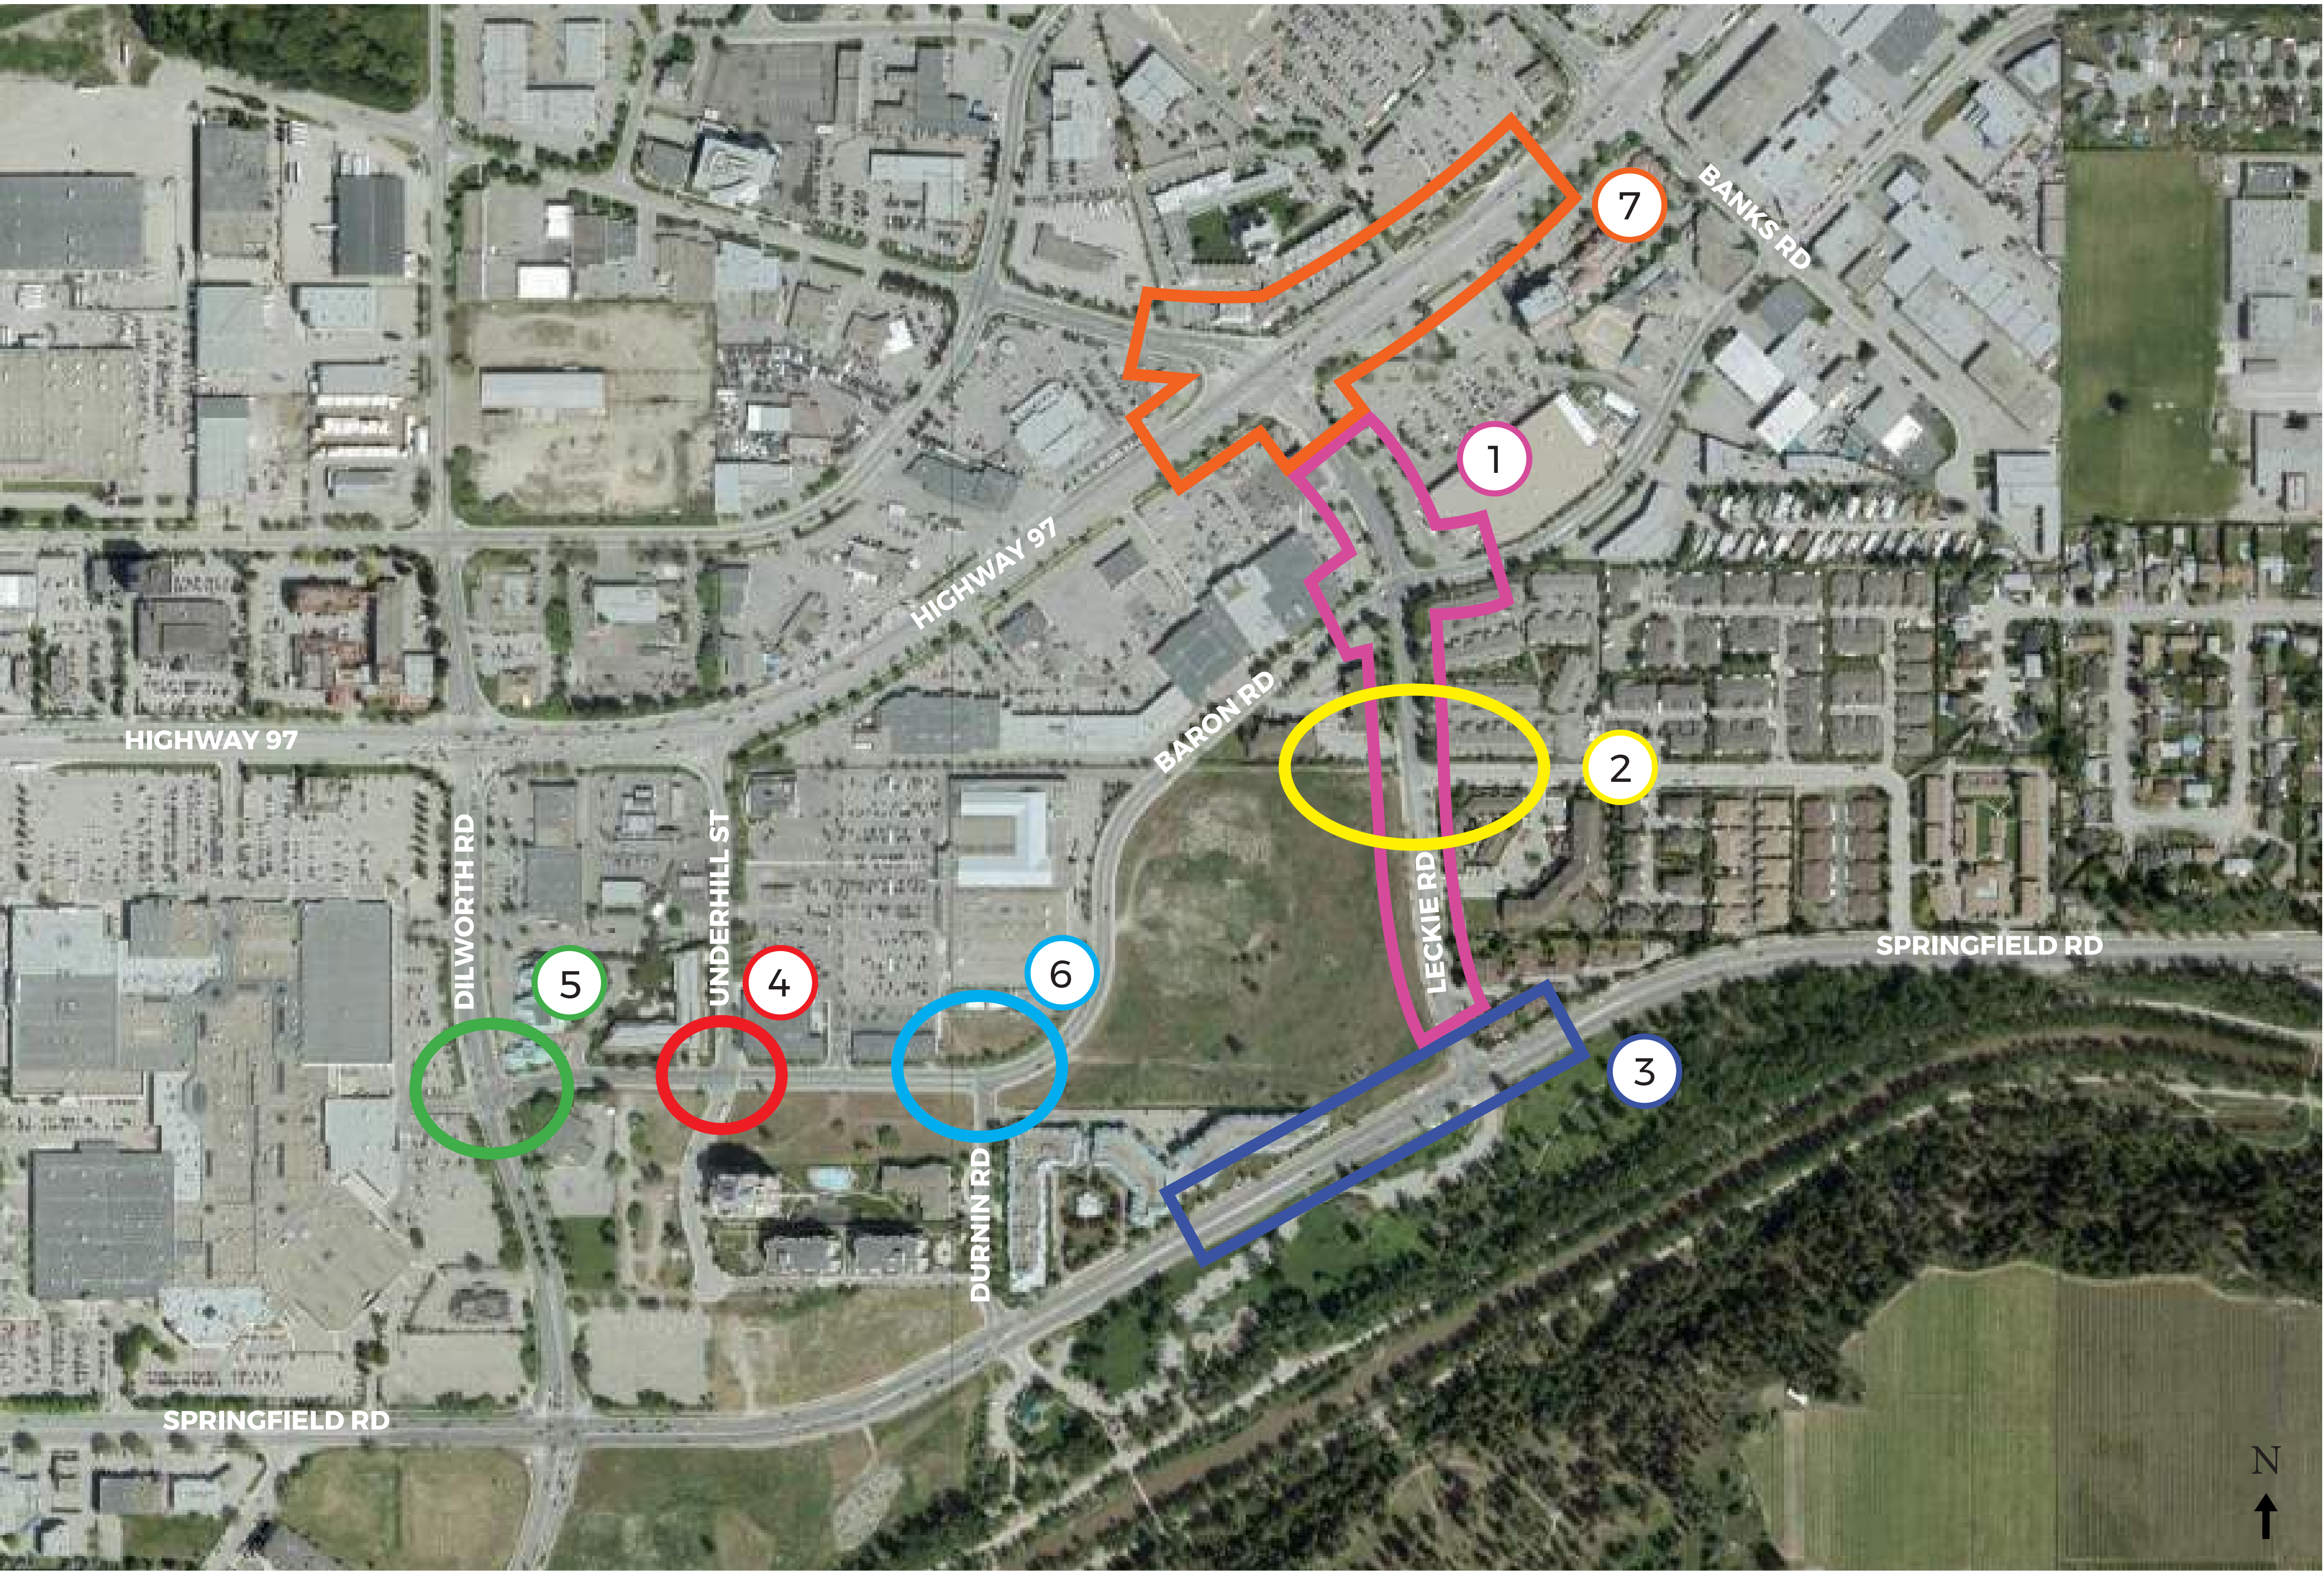 7
BANKS RD
1
HIGHWAY 97
HIGHWAY 97
BARON RD
2
DILWORTH RD
UNDERHILL ST
LECKIE RD
SPRINGFIELD RD
5
4
6
3
DURNIN RD
SPRINGFIELD RD
N